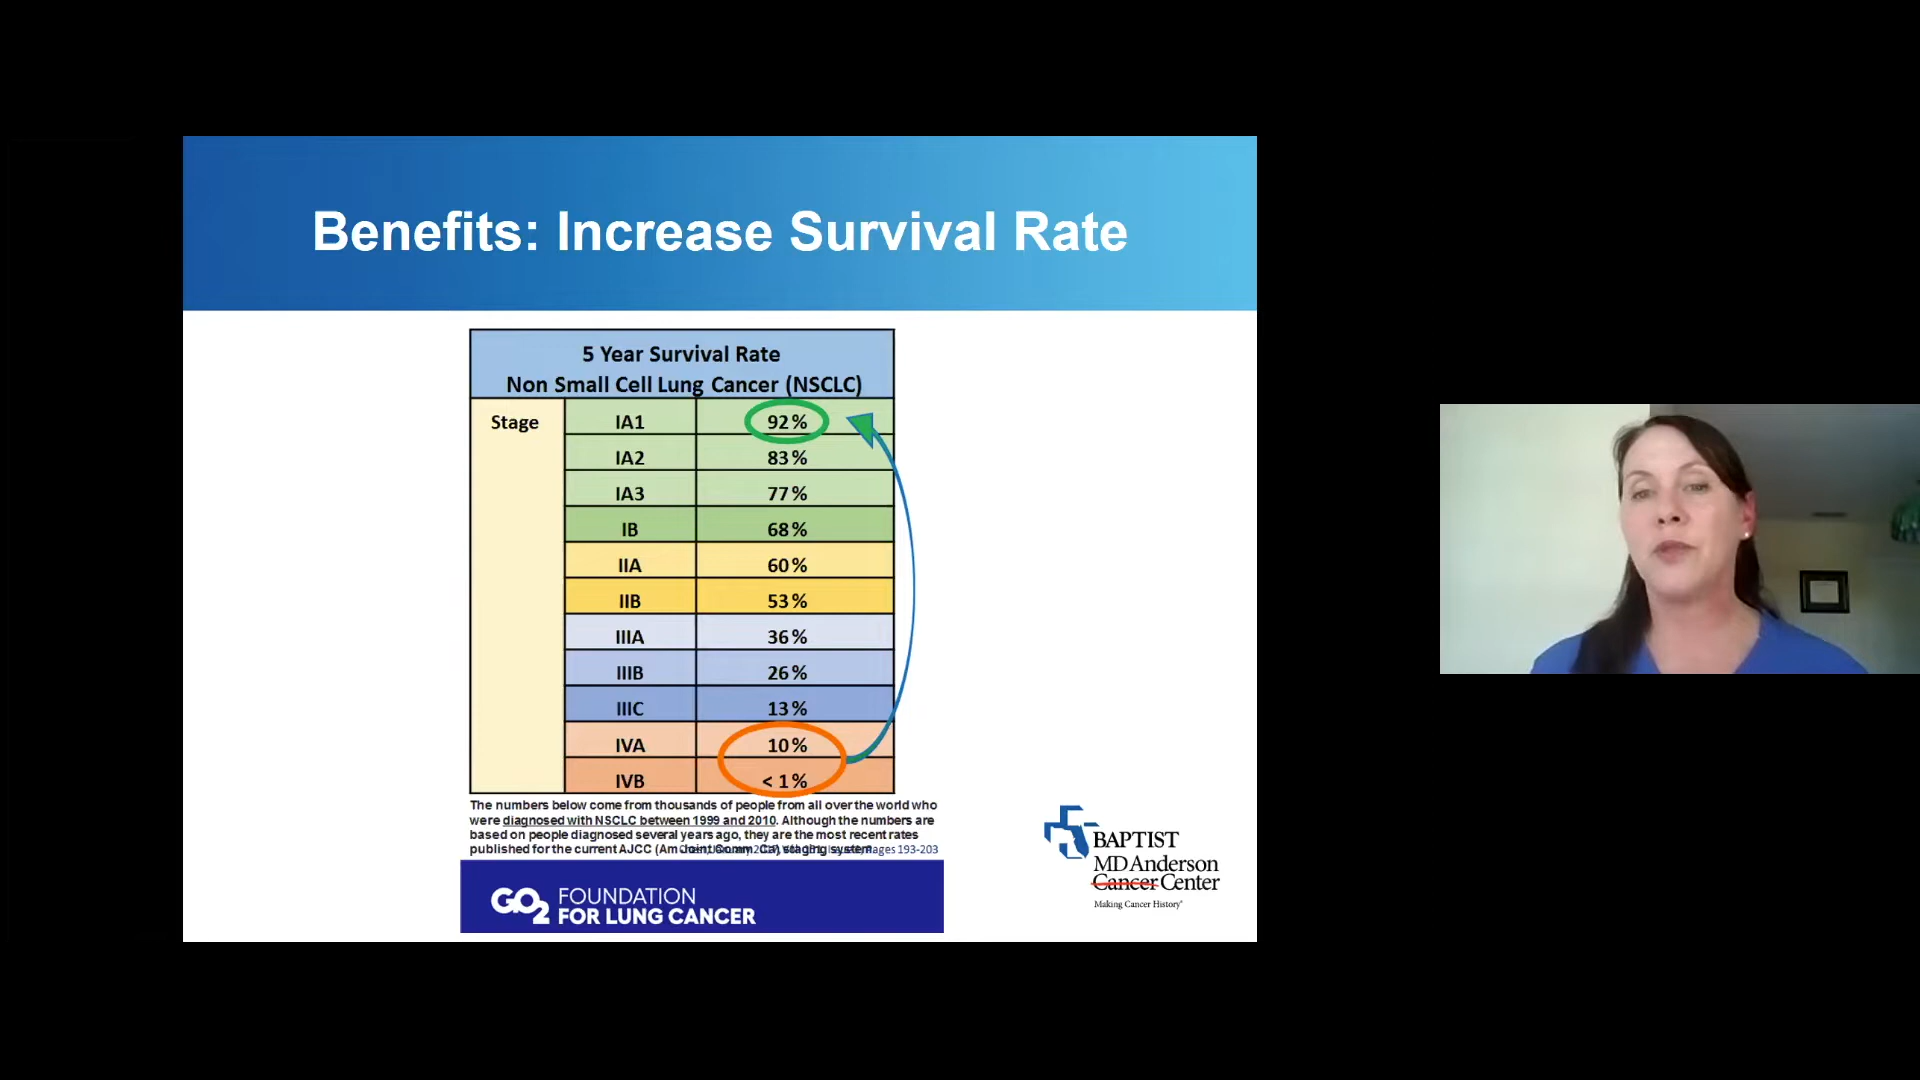 Benefits: Increase Survival Rate
5 Year Survival Rate
Non Small Cell Lung Cancer (NSCLC)
Stage IA1 92%
IA2 83%
IA3 77%
IB 68%
IIA 60%
IIB 53%
IIIA 36%
IIIB 26%
IIIC 13%
IVA 10%
IVB < 1%
The numbers below come from thousands of people from all over the world who
were diagnosed with NSCLC between 1999 and 2010. Although the numbers are
based on people diagnosed several years ago, they are the most recent rates
published for the current AJCC (Am Joint Comm Ca) staging system.
Pages 193-203
GO2 FOUNDATION
FOR LUNG CANCER
BAPTIST
MD Anderson
Cancer Center
Making Cancer History®